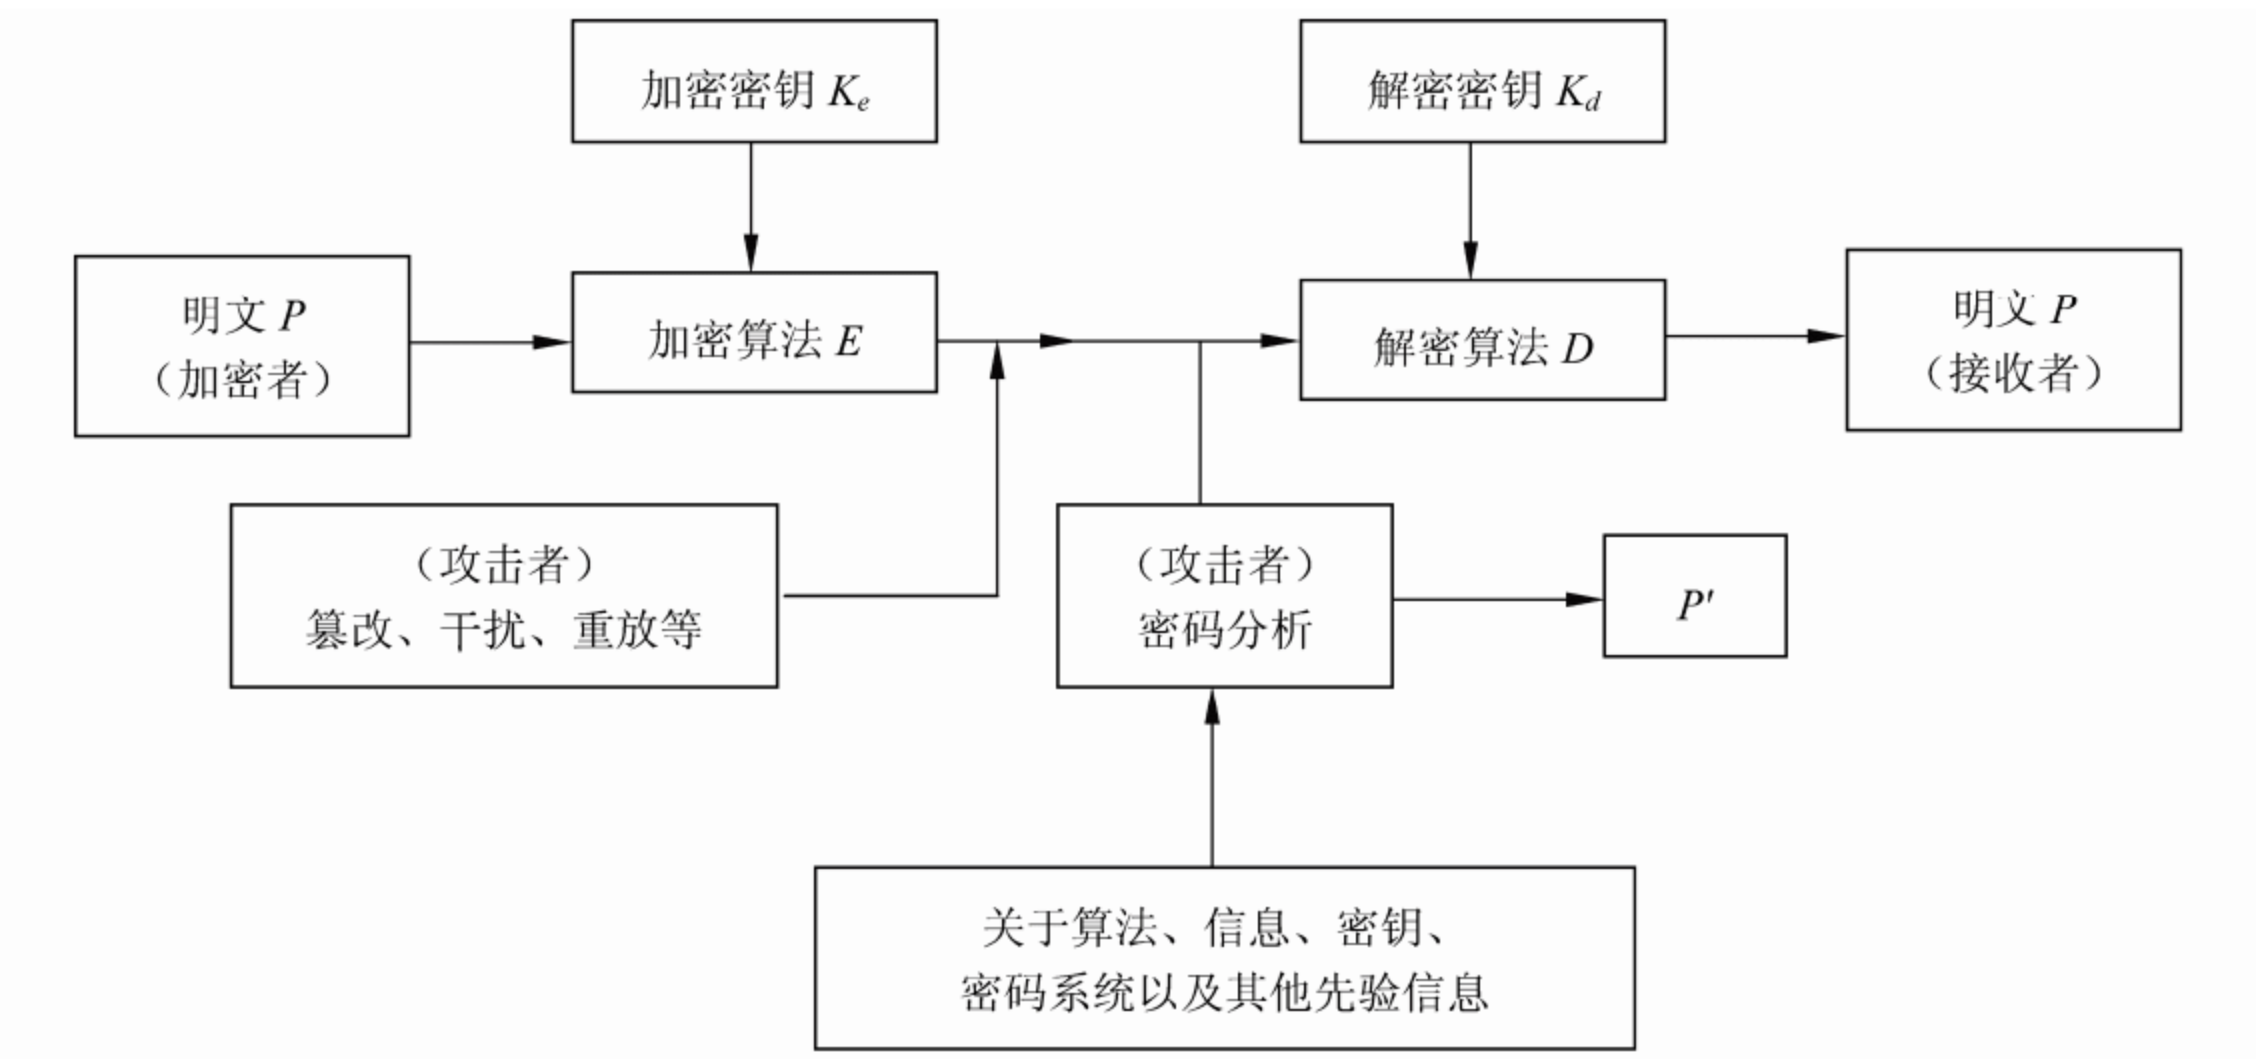 加密密钥 Ke
解密密钥 Kd
明文 P
（加密者）
加密算法 E
解密算法 D
明文 P
（接收者）
（攻击者）
篡改、干扰、重放等
（攻击者）
密码分析
P'
关于算法、信息、密钥、
密码系统以及其他先验信息